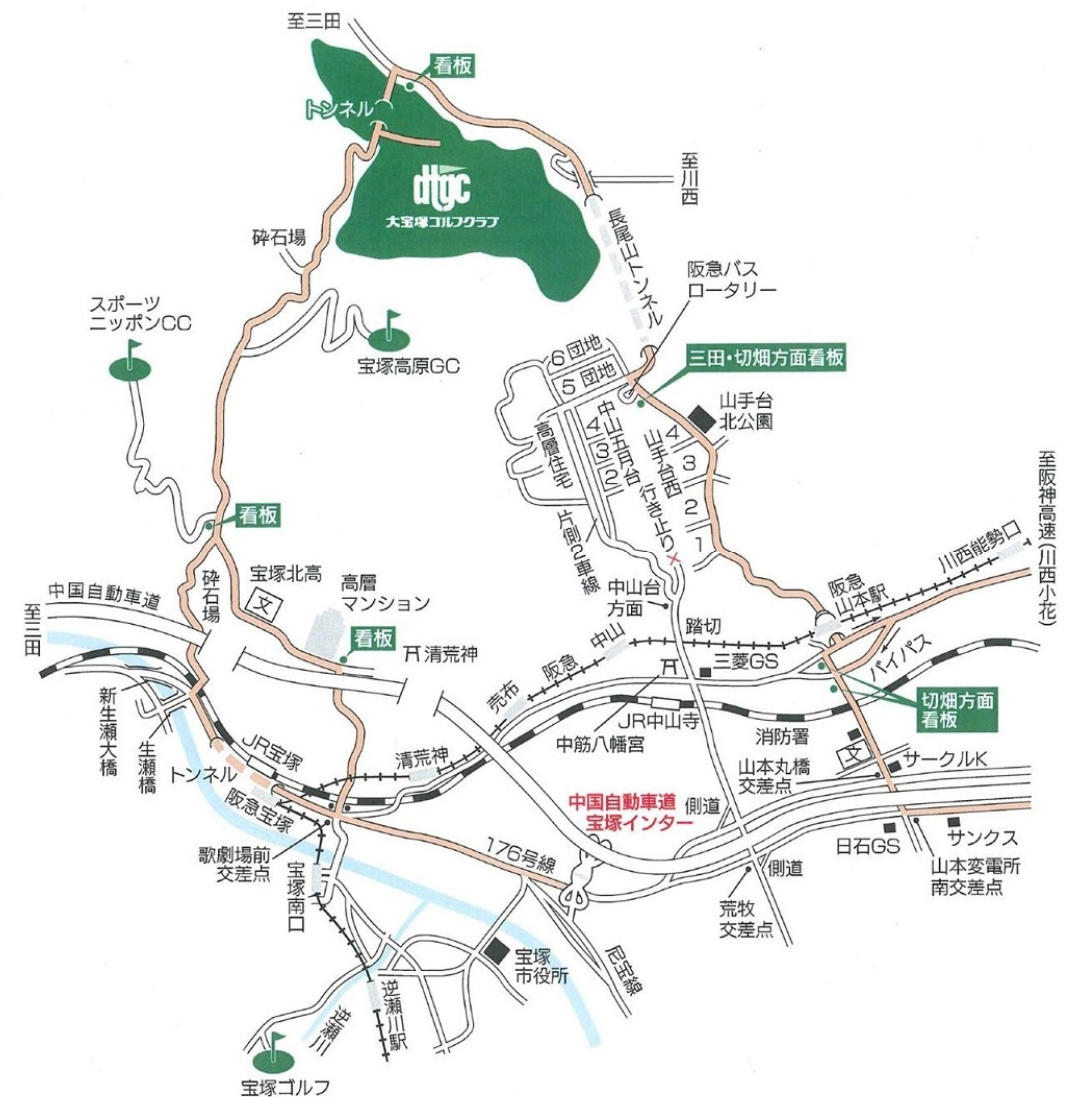 至三田
看板
トンネル
dtgc
大宝塚ゴルフクラブ
至川西
長尾山トンネル
砕石場
阪急バス
ロータリー
スポーツ
ニッポンCC
宝塚高原GC
6団地
5団地
三田・切畑方面看板
山手台
北公園
中山五月台
4
3
2
山手台西
4
3
2
1
高層住宅
行き止り
片側2車線
至阪神高速(川西小花)
看板
宝塚北高
文
砕石場
高層
マンション
看板
中国自動車道
至三田
清荒神
中山台
方面
踏切
中山
阪急
売布
三菱GS
阪急
山本駅
川西能勢口
バイパス
切畑方面
看板
新生瀬大橋
生瀬橋
JR宝塚
トンネル
阪急宝塚
清荒神
中筋八幡宮
JR中山寺
消防署
文
山本丸橋
交差点
サークルK
中国自動車道
宝塚インター
側道
歌劇場前
交差点
176号線
宝塚南口
側道
日石GS
サンクス
山本変電所
南交差点
荒牧
交差点
宝塚
市役所
尼宝線
逆瀬川
逆瀬川駅
宝塚ゴルフ